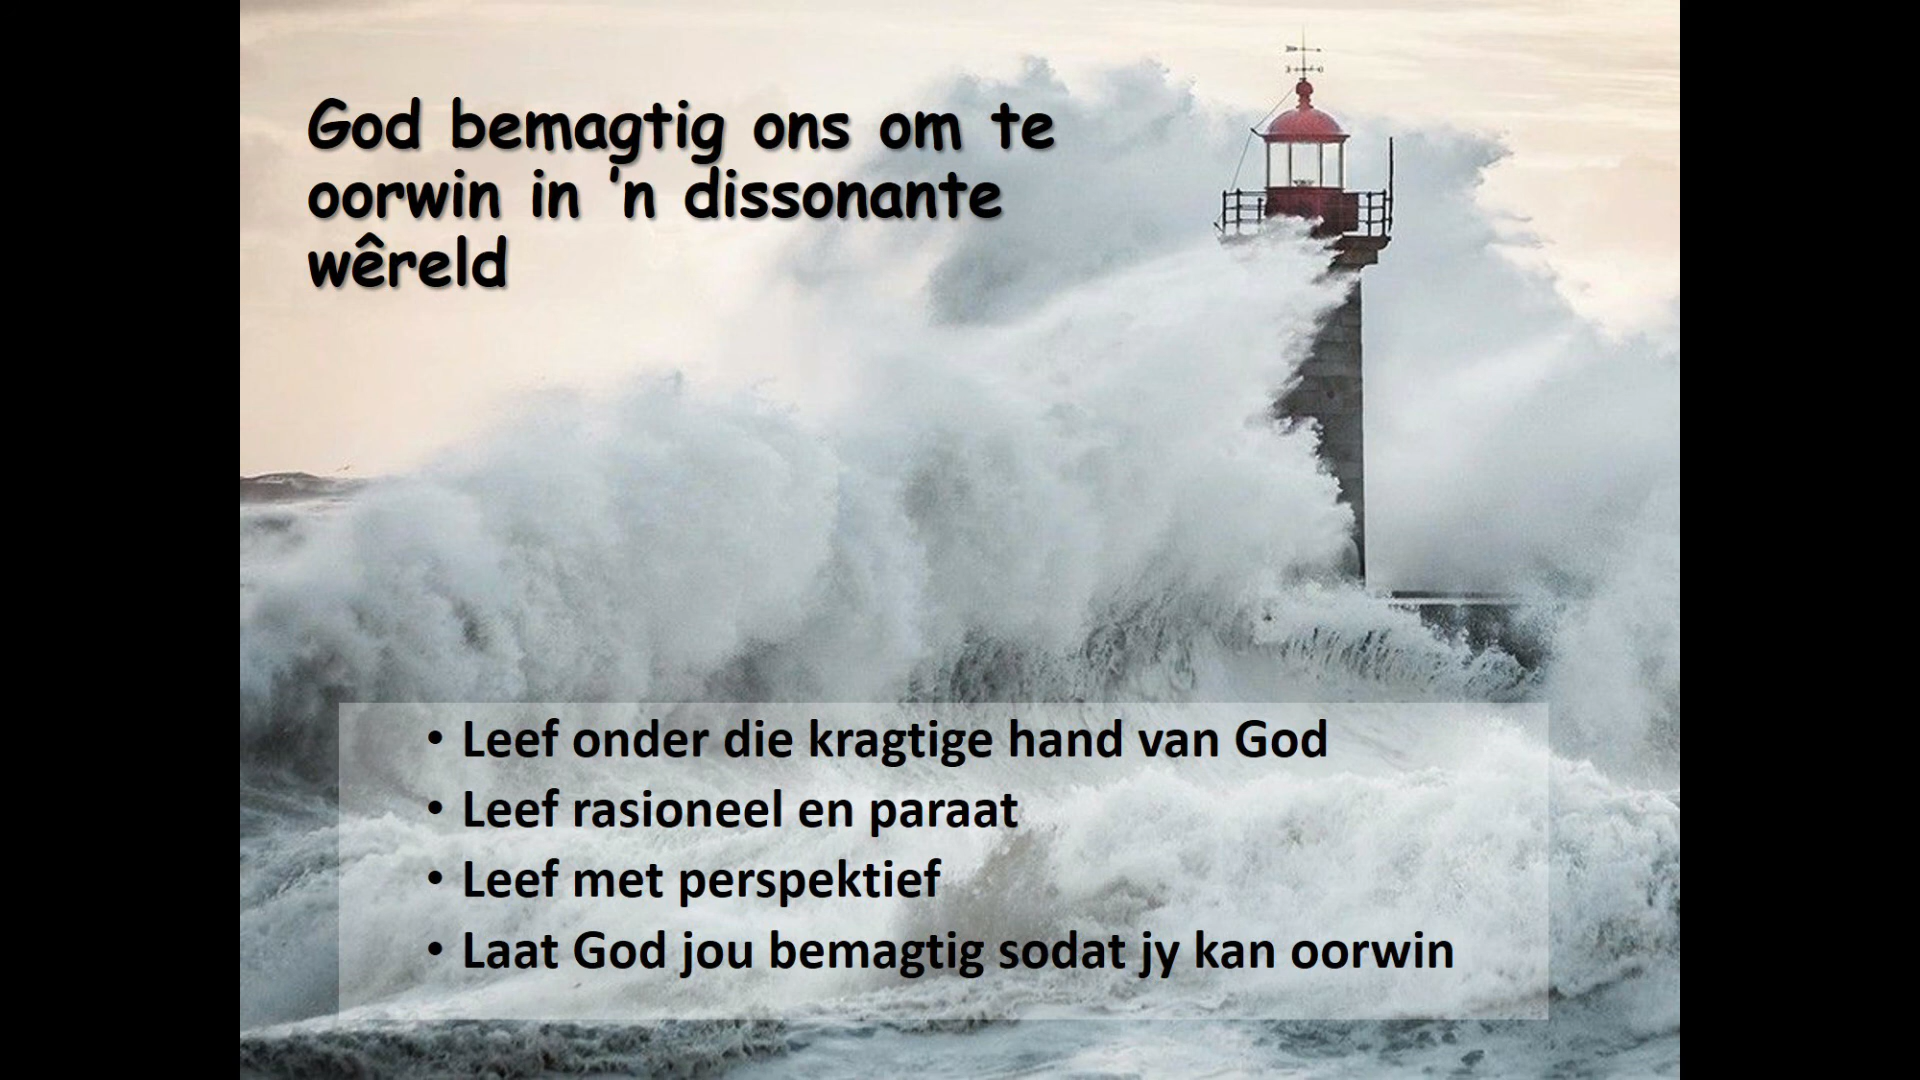 God bemagtig ons om te
oorwin in 'n dissonante
wêreld
• Leef onder die kragtige hand van God
• Leef rasioneel en paraat
• Leef met perspektief
• Laat God jou bemagtig sodat jy kan oorwin